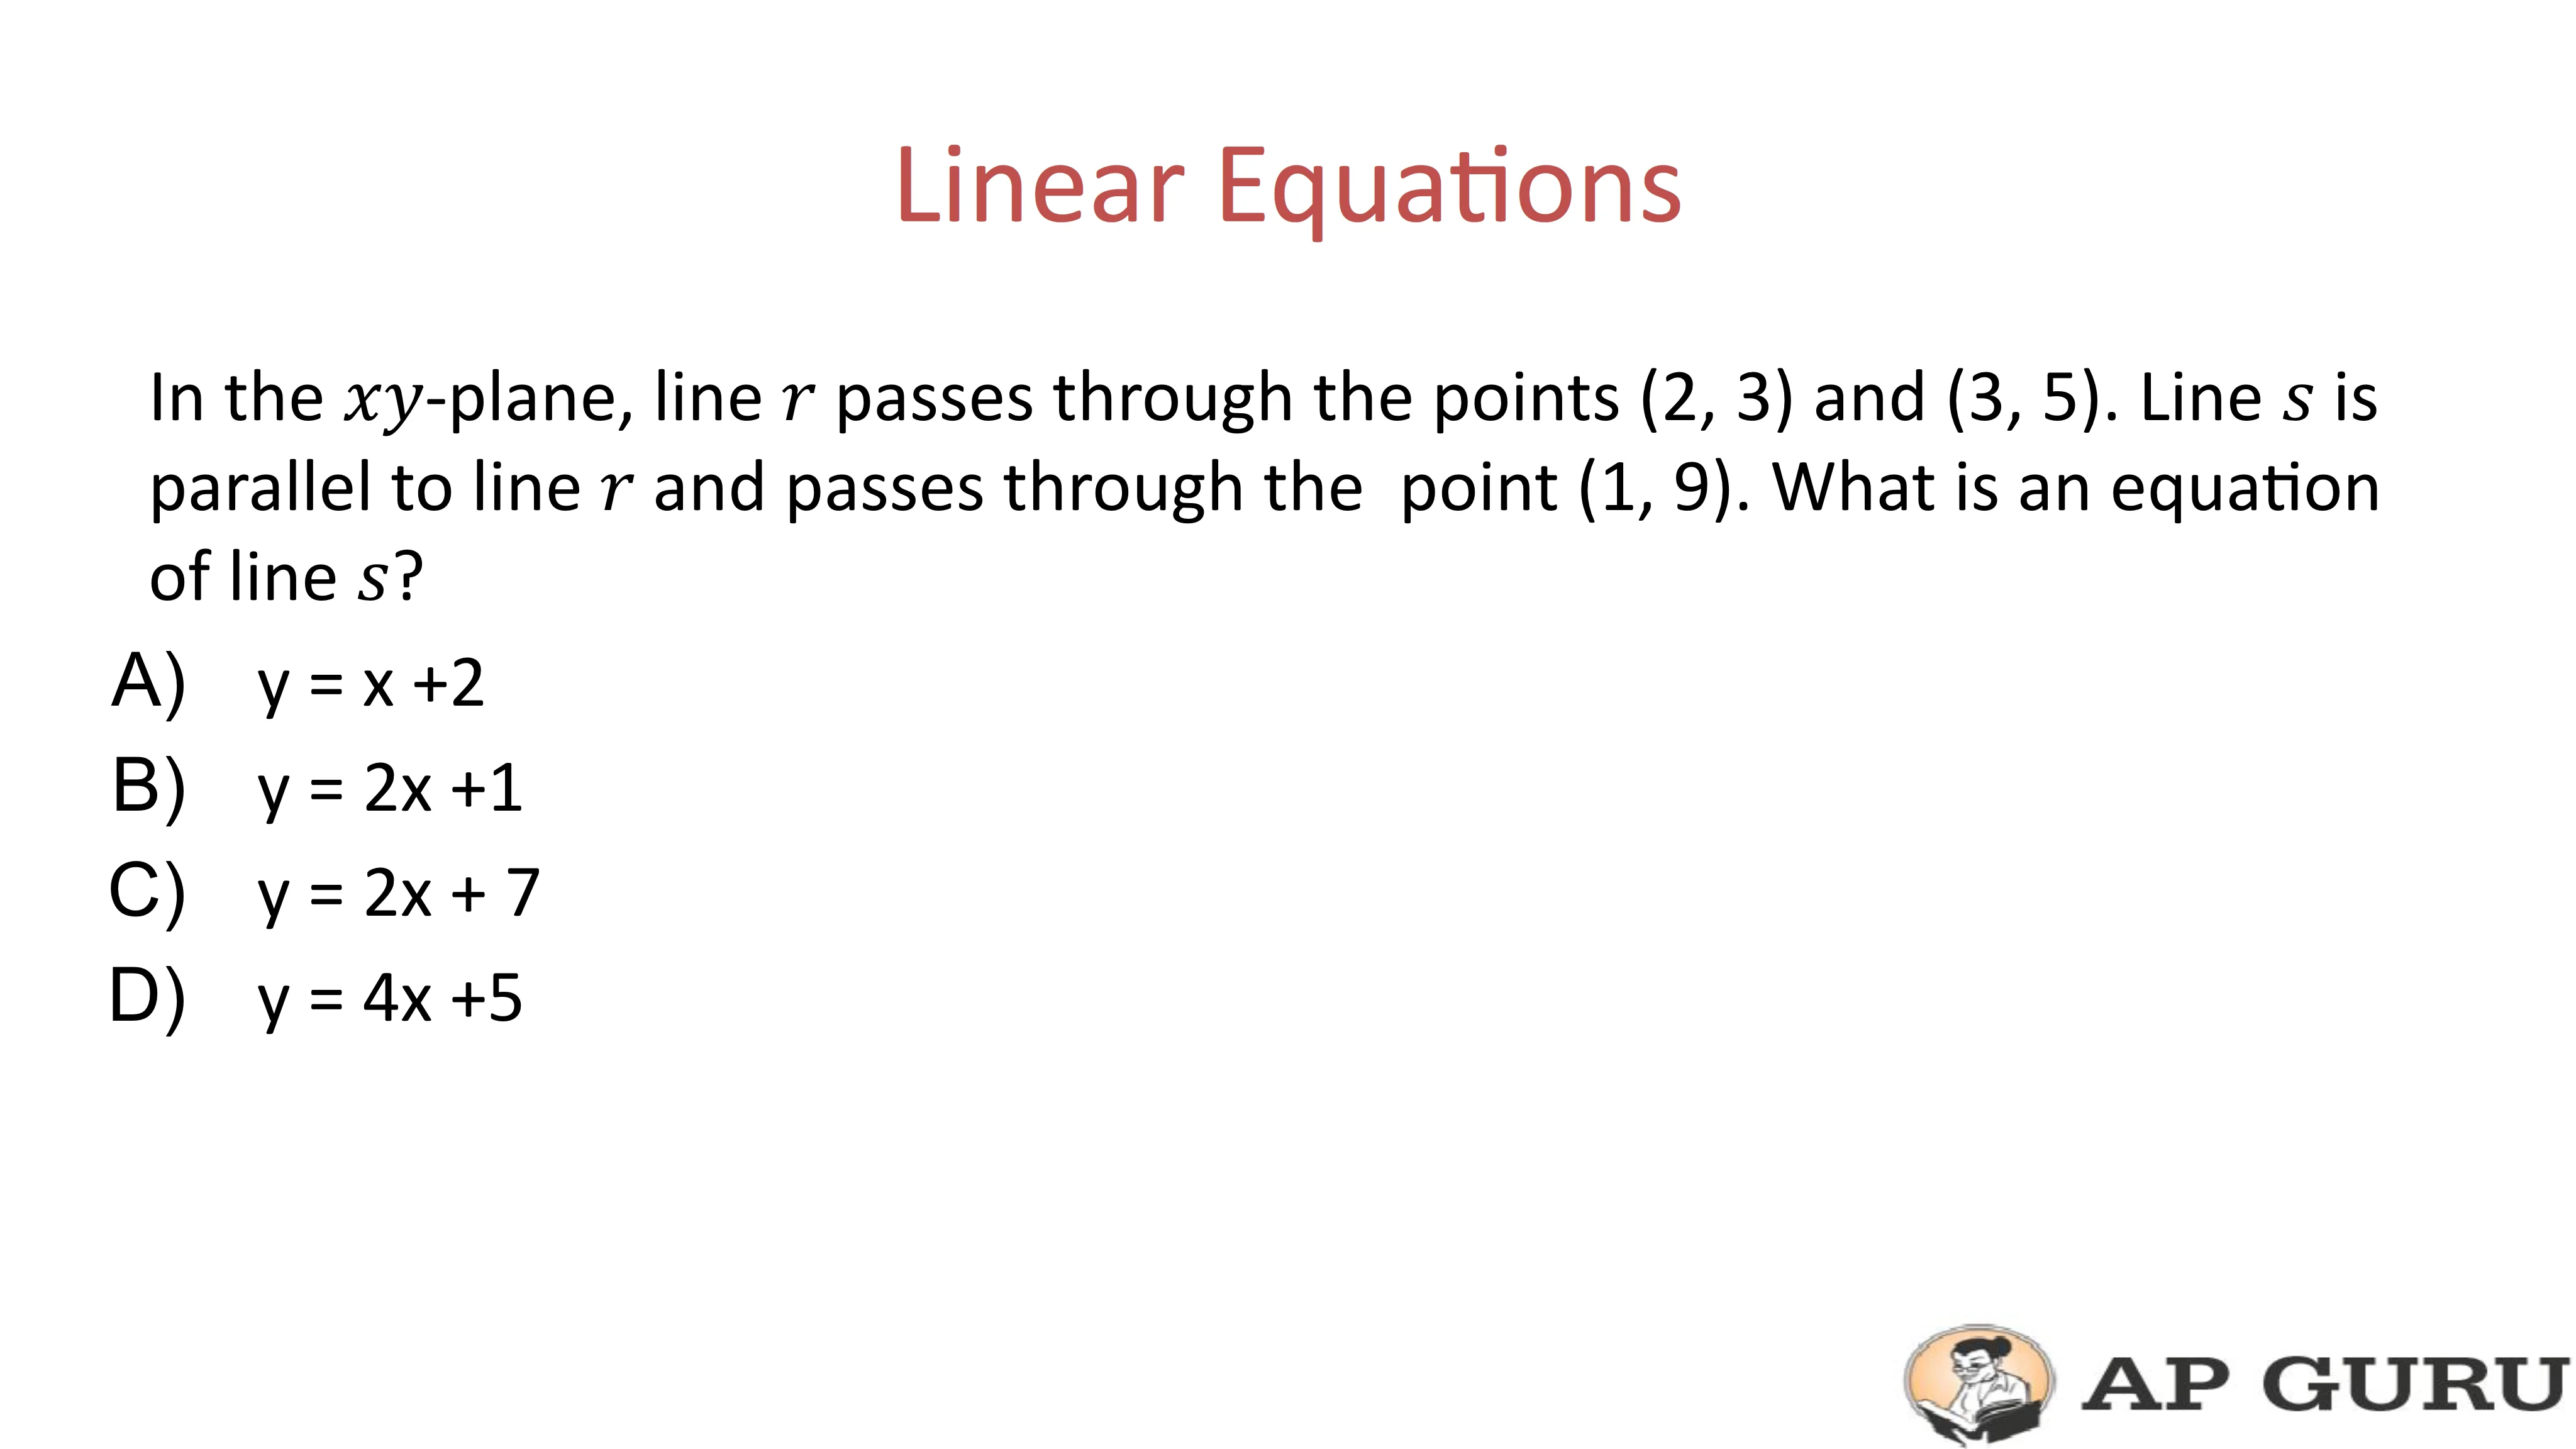 Linear Equations
In the xy-plane, line r passes through the points (2, 3) and (3, 5). Line s is
parallel to line r and passes through the  point (1, 9). What is an equation
of line s?
A) y = x +2
B) y = 2x +1
C) y = 2x + 7
D) y = 4x +5
AP GURU